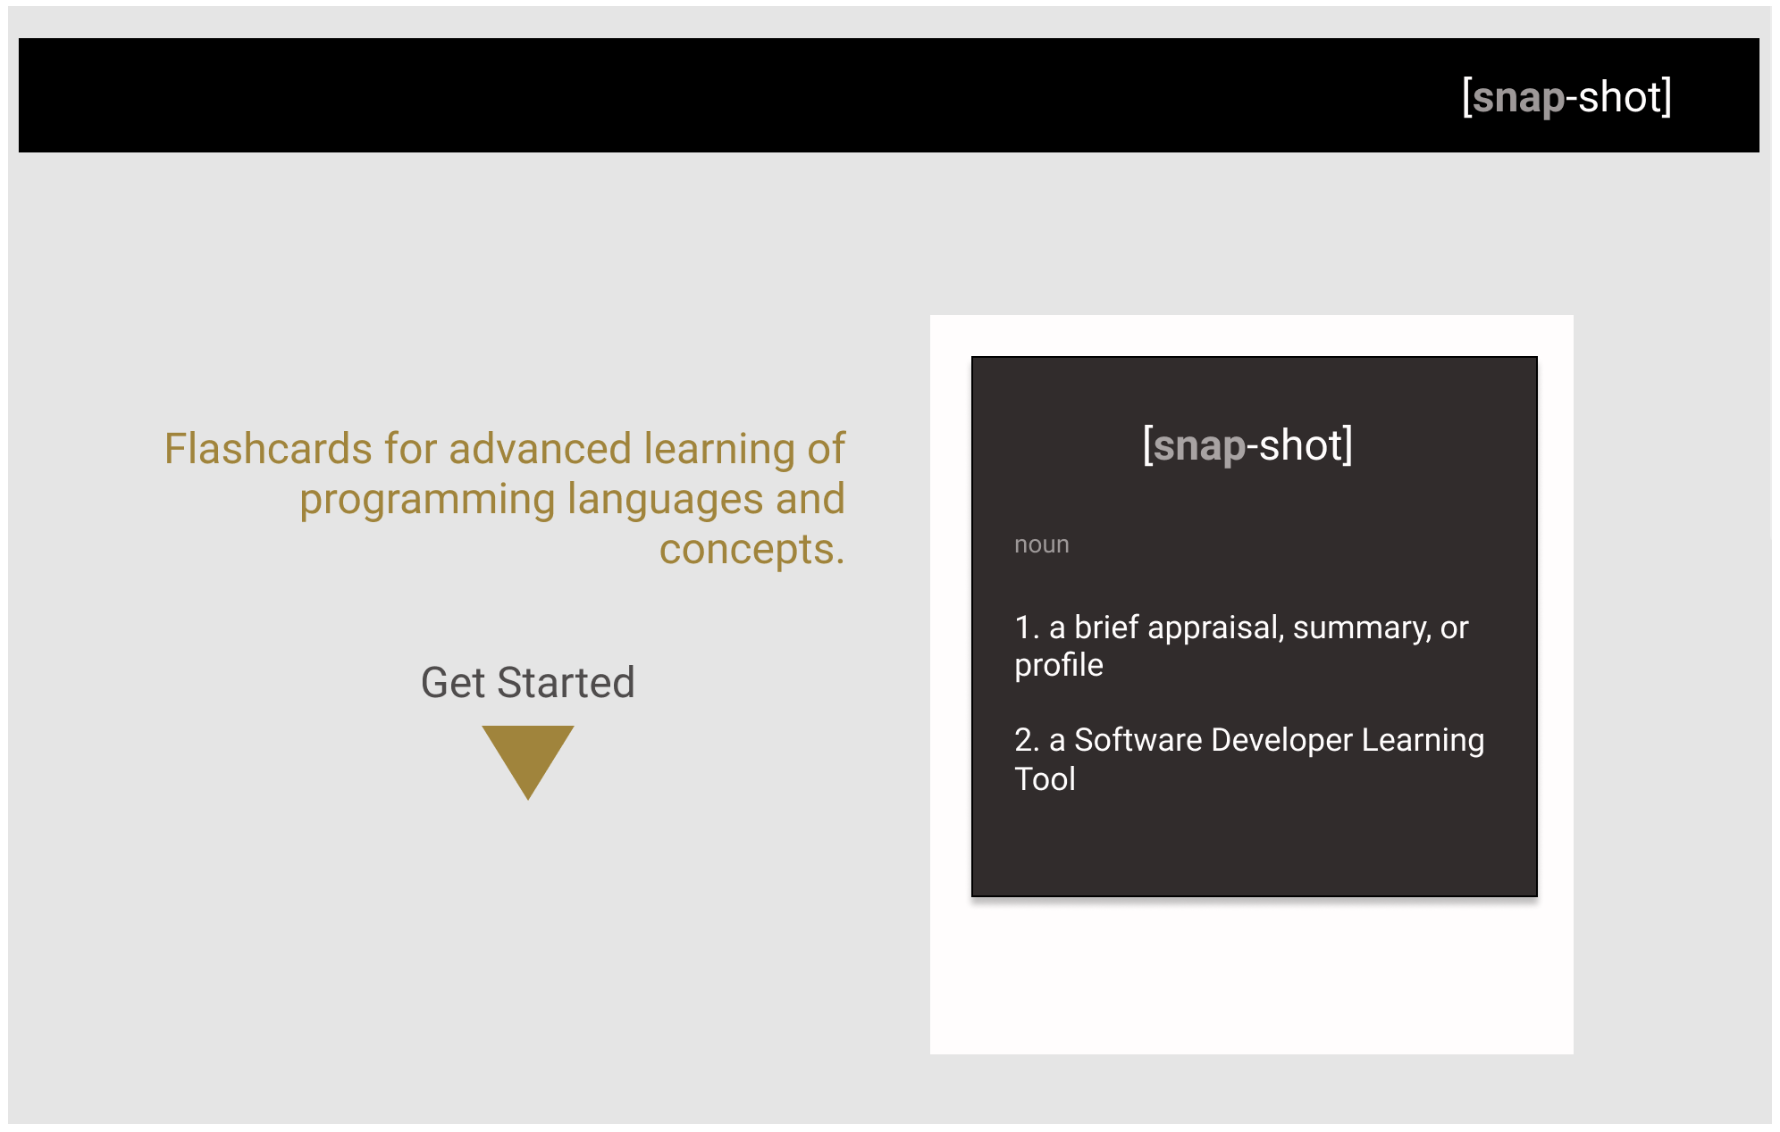 [snap-shot]
Flashcards for advanced learning of
programming languages and
concepts.
Get Started
[snap-shot]
noun
1. a brief appraisal, summary, or
profile
2. a Software Developer Learning
Tool